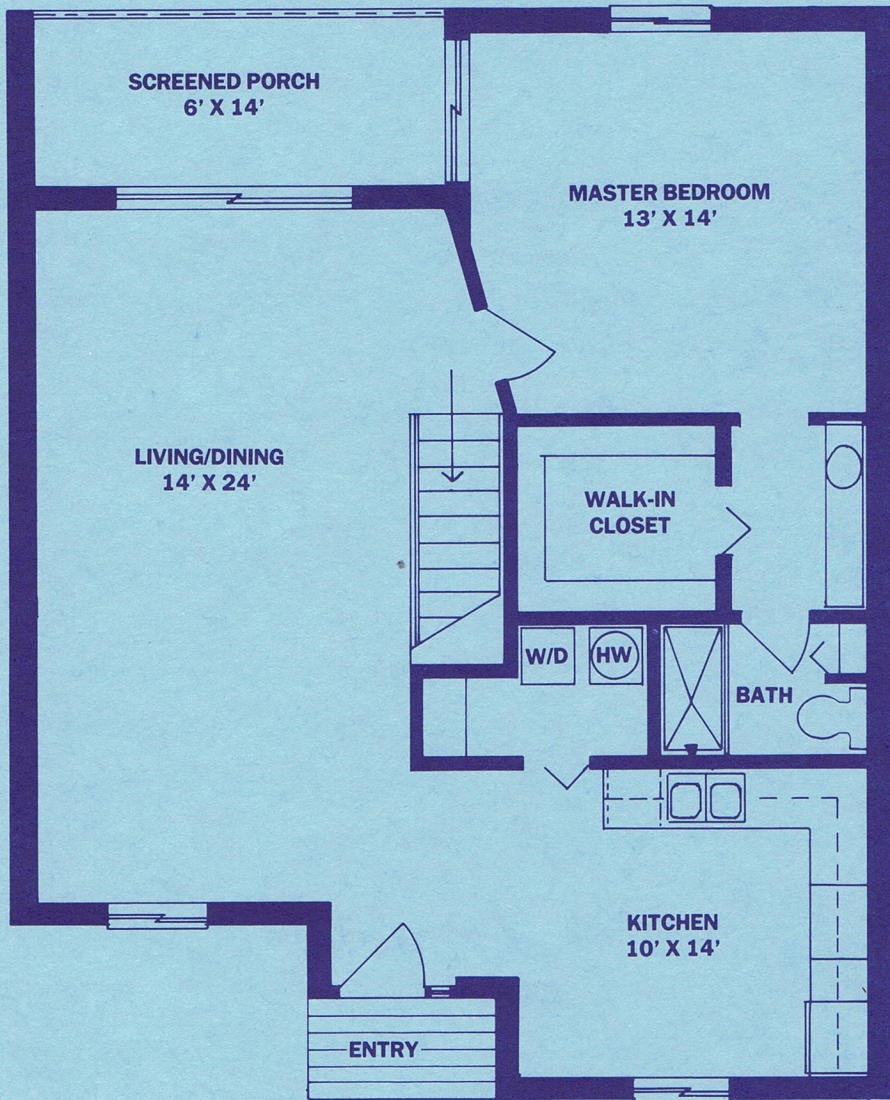 SCREENED PORCH
6' X 14'
MASTER BEDROOM
13' X 14'
LIVING/DINING
14' X 24'
WALK-IN
CLOSET
W/D
HW
BATH
KITCHEN
10' X 14'
ENTRY